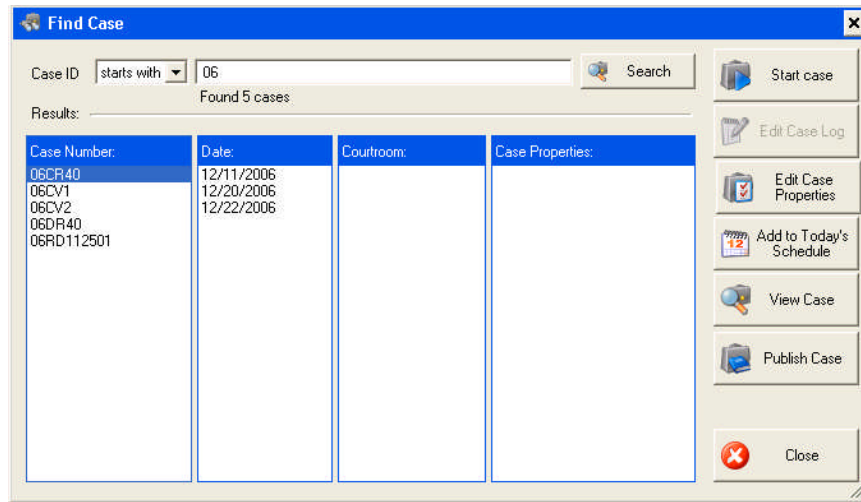 Find Case
Case ID starts with 06 Search
Found 5 cases
Results:
Case Number: Date: Courtroom: Case Properties:
06CR40 12/11/2006
06CV1 12/20/2006
06CV2 12/22/2006
06DR40
06RD112501
Start case
Edit Case Log
Edit Case
Properties
12
Add to Today's
Schedule
View Case
Publish Case
Close